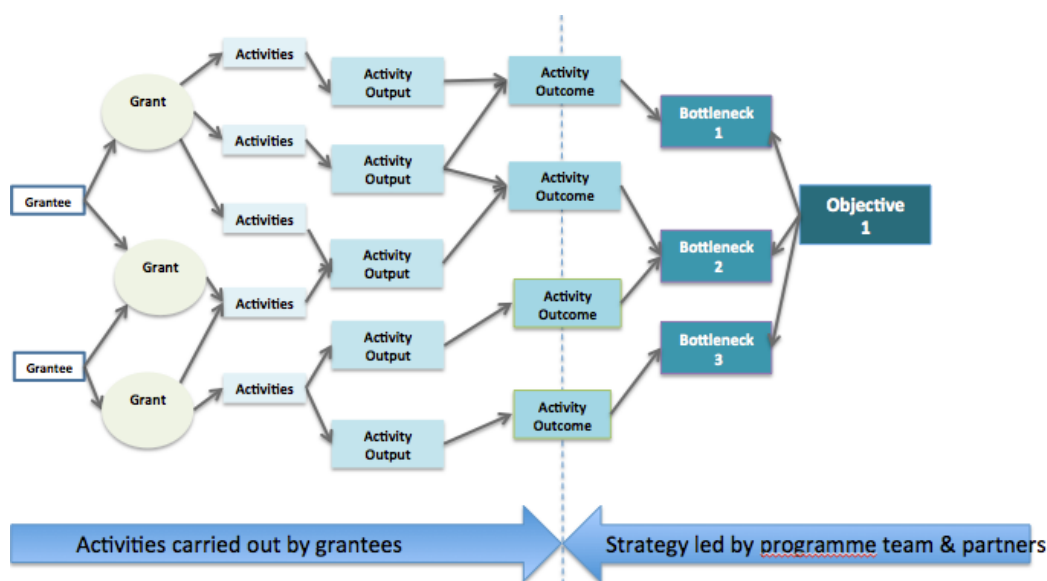 Grantee
Grantee
Grant
Grant
Grant
Activities
Activities
Activities
Activities
Activities
Activity
Output
Activity
Output
Activity
Output
Activity
Output
Activity
Output
Activity
Outcome
Activity
Outcome
Activity
Outcome
Activity
Outcome
Bottleneck
1
Bottleneck
2
Bottleneck
3
Objective
1
Activities carried out by grantees
Strategy led by programme team & partners